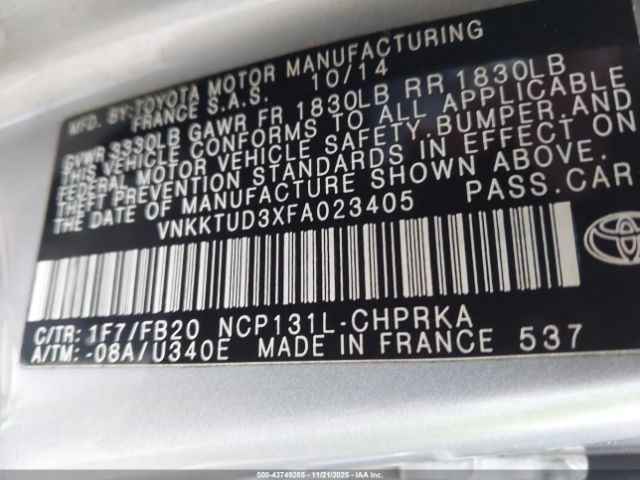 MFD. BY:TOYOTA MOTOR MANUFACTURING
FRANCE S.A.S. 10/14
GVWR 3330LB GAWR FR 1830LB RR 1830LB
THIS VEHICLE CONFORMS TO ALL APPLICABLE
FEDERAL MOTOR VEHICLE SAFETY,BUMPER,AND
THEFT PREVENTION STANDARDS IN EFFECT ON
THE DATE OF MANUFACTURE SHOWN ABOVE.
VNKKTUD3XFA023405 PASS.CAR
C/TR: 1F7/FB20 NCP131L-CHPRKA
A/TM: -08A/U340E MADE IN FRANCE 537
000-43749285 - 11/21/2025 - IAA Inc.